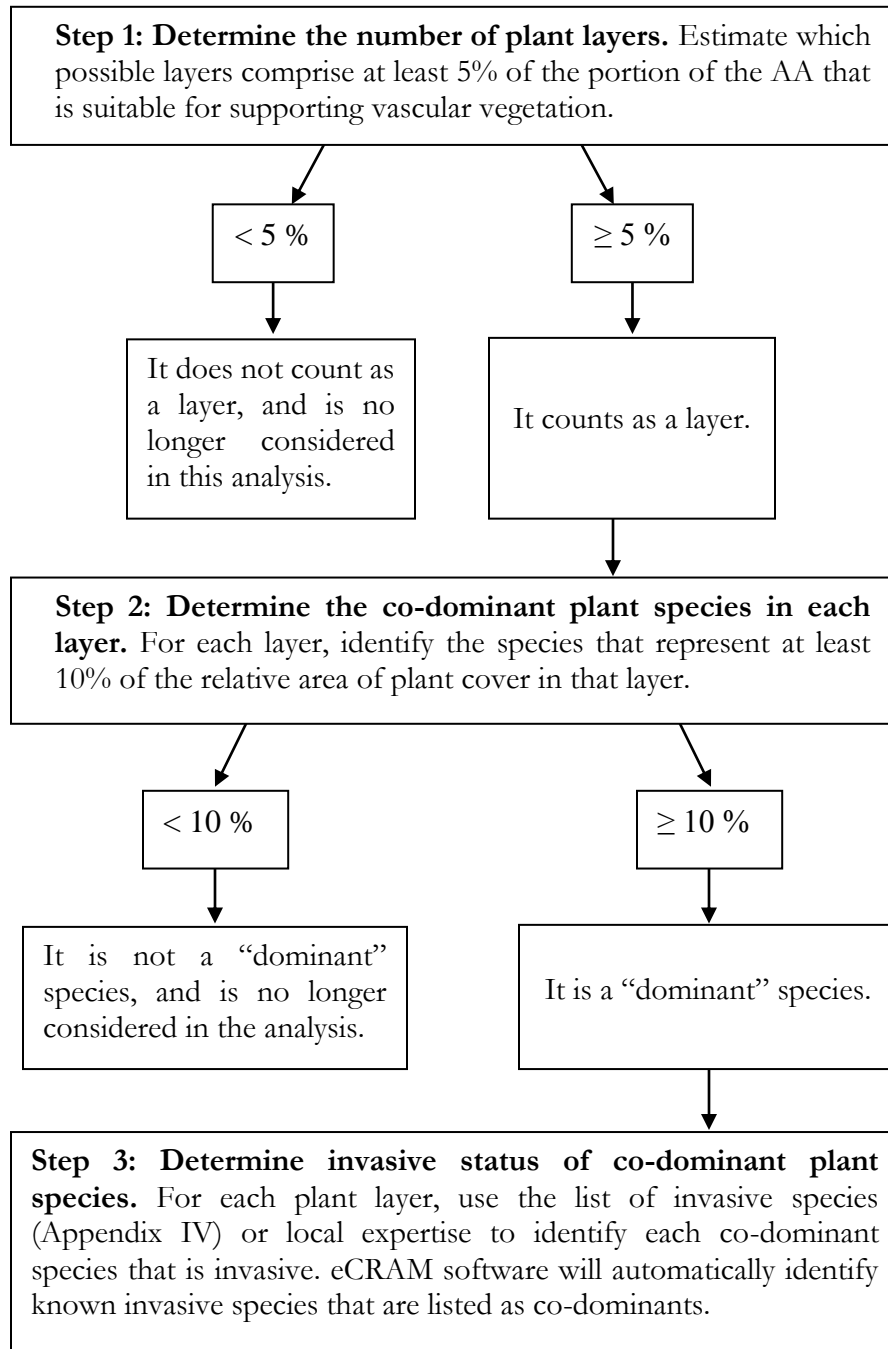 Step 1: Determine the number of plant layers. Estimate which
possible layers comprise at least 5% of the portion of the AA that
is suitable for supporting vascular vegetation.
< 5 %
≥ 5 %
It does not count as
a layer, and is no
longer considered
in this analysis.
It counts as a layer.
Step 2: Determine the co-dominant plant species in each
layer. For each layer, identify the species that represent at least
10% of the relative area of plant cover in that layer.
< 10 %
≥ 10 %
It is not a “dominant”
species, and is no longer
considered in the analysis.
It is a “dominant” species.
Step 3: Determine invasive status of co-dominant plant
species. For each plant layer, use the list of invasive species
(Appendix IV) or local expertise to identify each co-dominant
species that is invasive. eCRAM software will automatically identify
known invasive species that are listed as co-dominants.